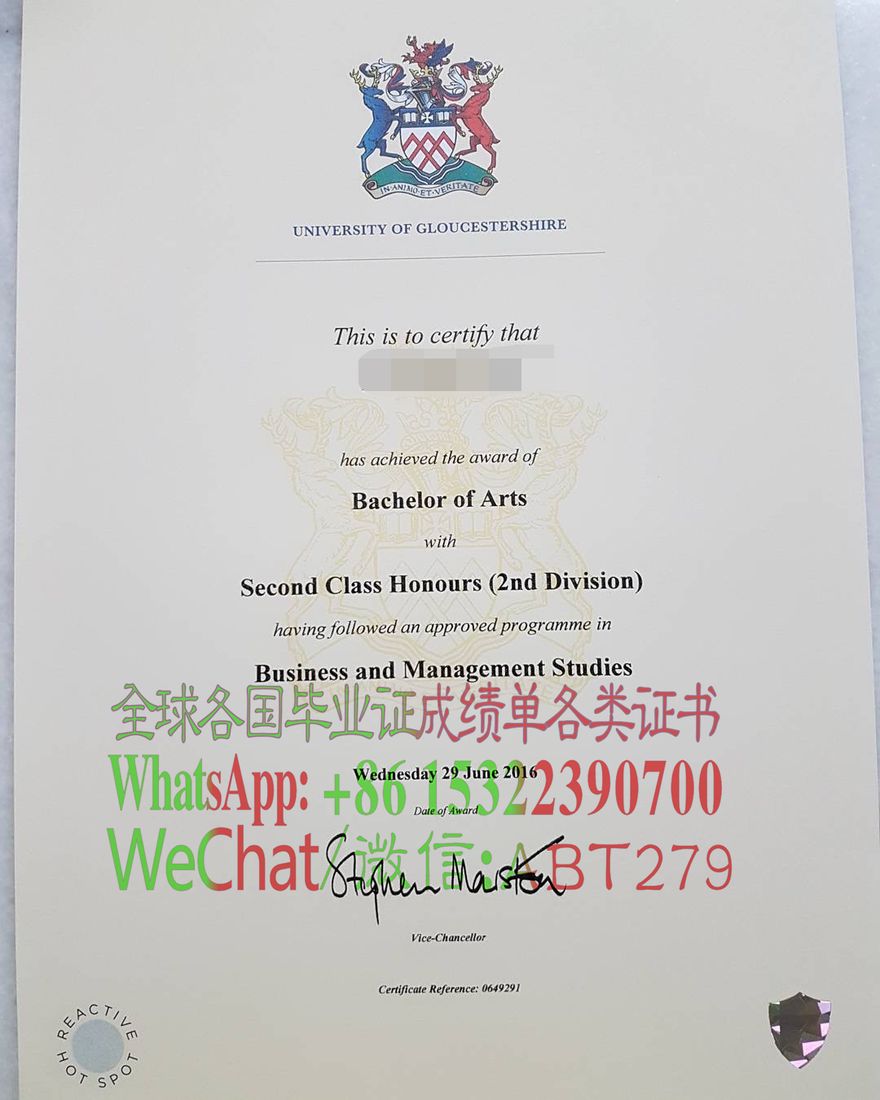 IN ANIMO ET VERITATE
UNIVERSITY OF GLOUCESTERSHIRE
This is to certify that
has achieved the award of
Bachelor of Arts
with
Second Class Honours (2nd Division)
having followed an approved programme in
Business and Management Studies
全球各国毕业证成绩单各类证书
Wednesday 29 June 2016
WhatsApp: +86 15322390700
Date of Award
WeChat/微信:ABT279
Stephen Marston
Vice-Chancellor
Certificate Reference: 0649291
REACTIVE HOT SPOT